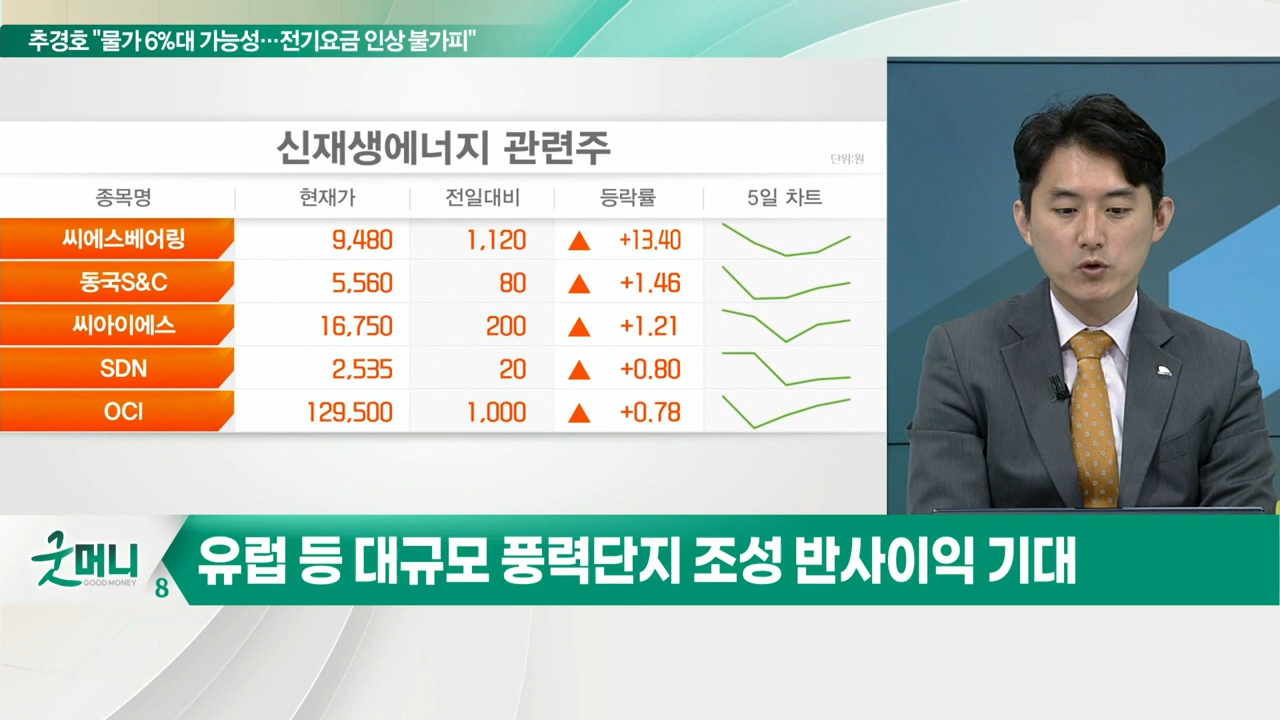 추경호 "물가 6%대 가능성…전기요금 인상 불가피"
신재생에너지 관련주
단위:원
종목명 현재가 전일대비 등락률 5일 차트
씨에스베어링 9,480 1,120 ▲ +13.40
동국S&C 5,560 80 ▲ +1.46
씨아이에스 16,750 200 ▲ +1.21
SDN 2,535 20 ▲ +0.80
OCI 129,500 1,000 ▲ +0.78
굿머니
GOOD MONEY
8
유럽 등 대규모 풍력단지 조성 반사이익 기대